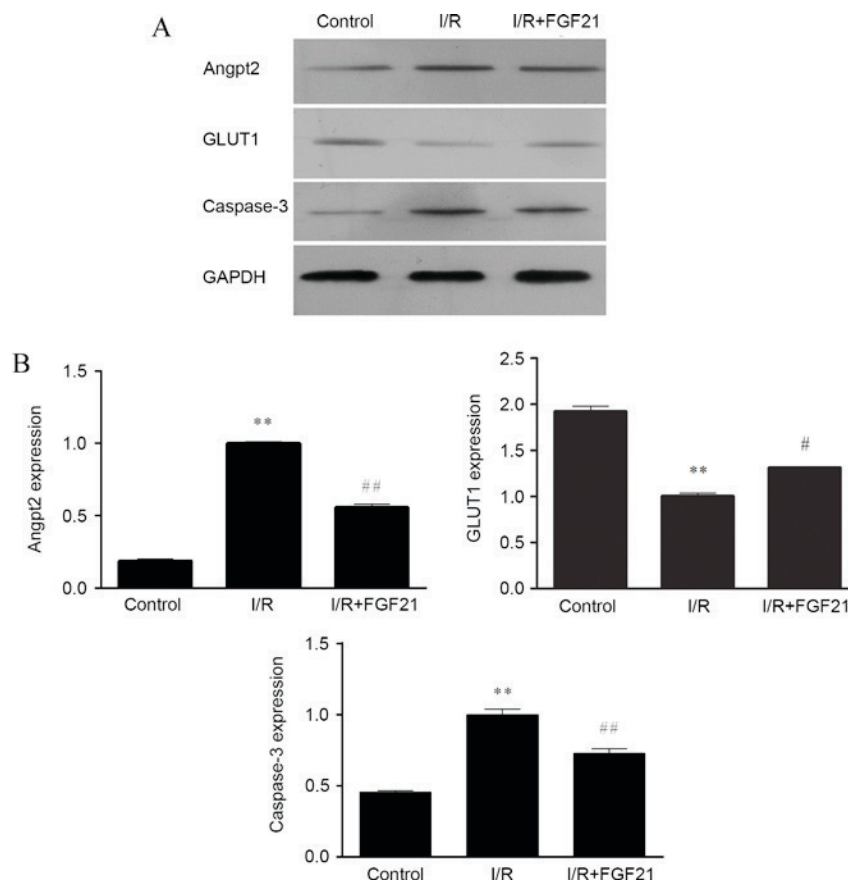 A
Control I/R I/R+FGF21
Angpt2
GLUT1
Caspase-3
GAPDH
B
Angpt2 expression
1.5
1.0
0.5
0.0
**
##
Control I/R I/R+FGF21
GLUT1 expression
2.5
2.0
1.5
1.0
0.5
0.0
**
#
Control I/R I/R+FGF21
Caspase-3 expression
1.5
1.0
0.5
0.0
**
##
Control I/R I/R+FGF21